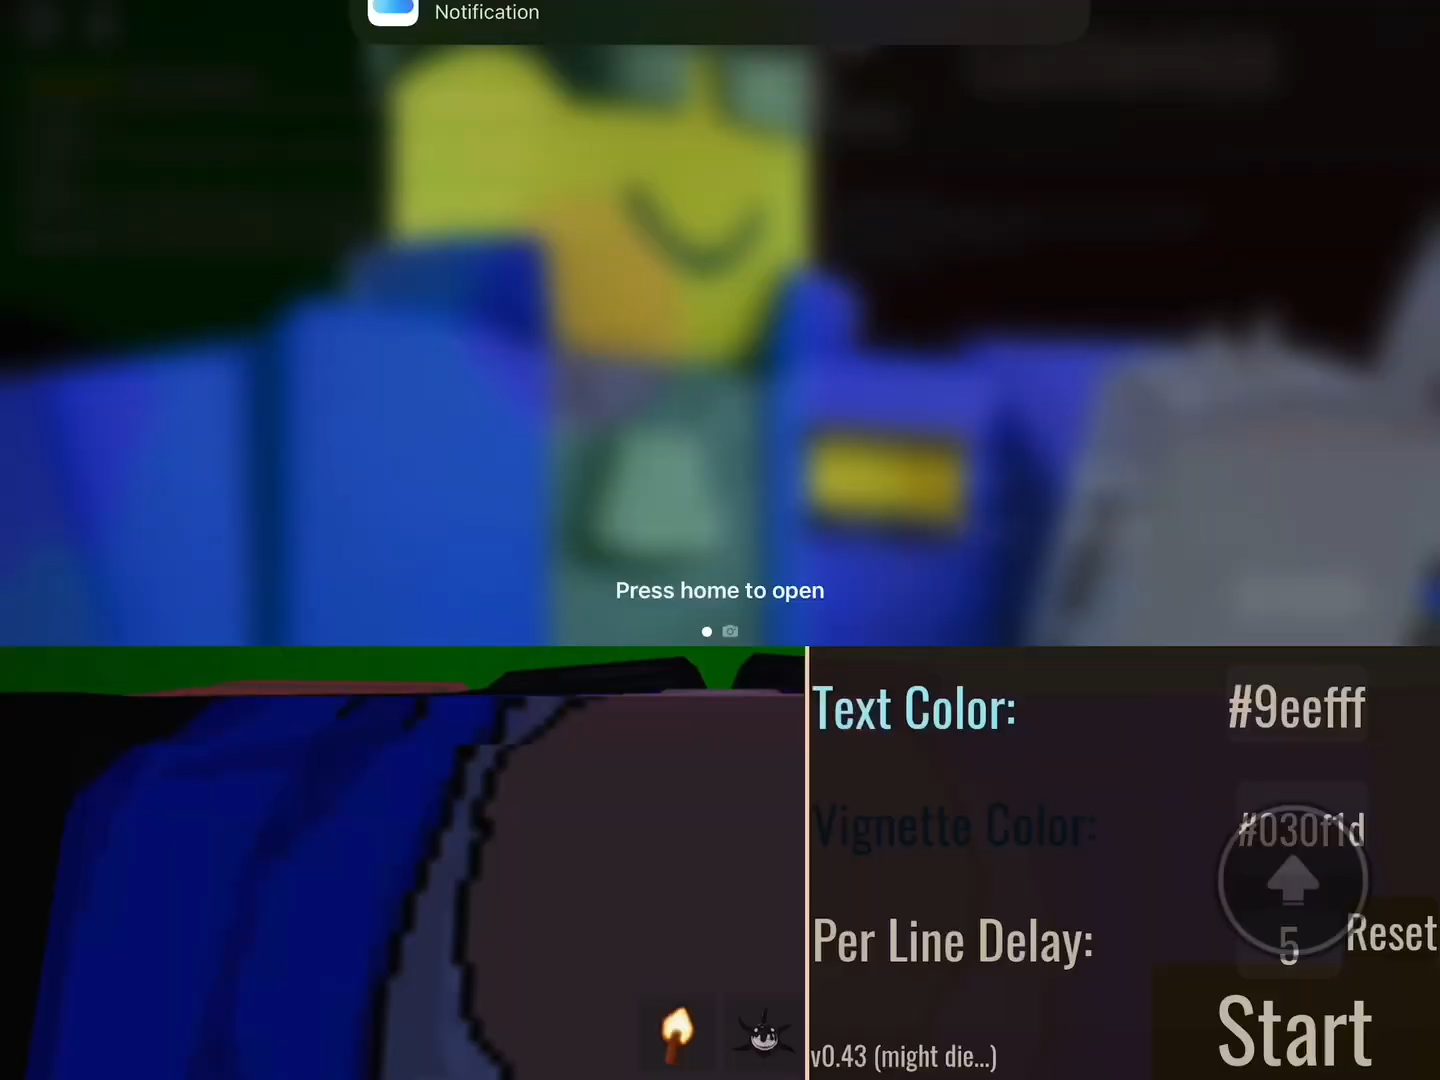 Notification
Press home to open
Text Color: #9eefff
Vignette Color: #030f1d
Per Line Delay: 5 Reset
v0.43 (might die...) Start